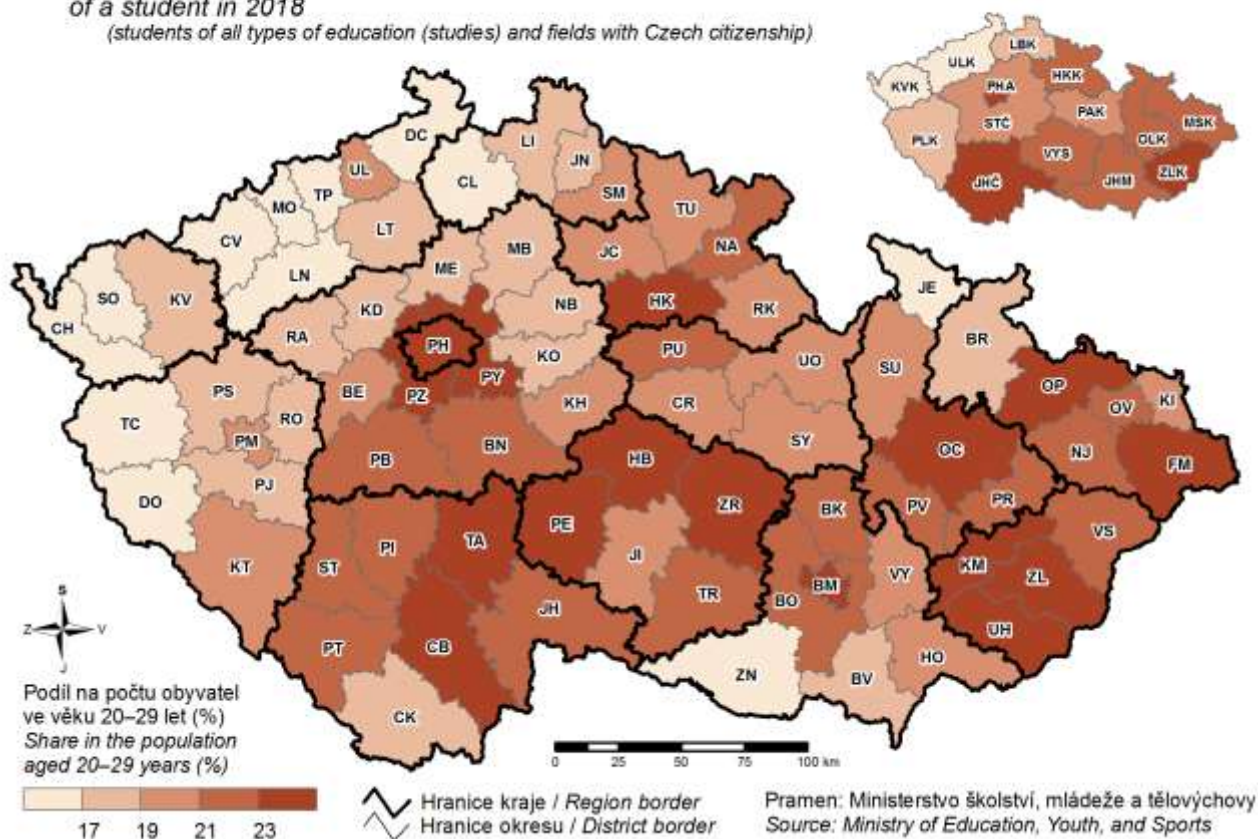 of a student in 2018
(students of all types of education (studies) and fields with Czech citizenship)
LBK
ULK
HKK
KVK
PHA
PAK
STČ
MSK
PLK
OLK
VYS
ZLK
JHČ
JHM
DC
LI
JN
UL
CL
TP
SM
MO
TU
LT
CV
NA
MB
JC
ME
LN
JE
SO
KV
NB
HK
KD
RK
CH
RA
BR
PH
KO
PU
UO
SU
PY
OP
PS
BE
PZ
KI
RO
KH
CR
OV
TC
PM
SY
BN
OC
NJ
PB
HB
FM
PJ
DO
ZR
PR
PV
BK
PE
VS
TA
PI
JI
KT
ST
KM
VY
ZL
BM
TR
BO
JH
UH
PT
CB
HO
ZN
BV
CK
S
Z V
J
Podíl na počtu obyvatel
ve věku 20–29 let (%)
Share in the population
aged 20–29 years (%)
17 19 21 23
0 25 50 75 100 km
Hranice kraje / Region border
Hranice okresu / District border
Pramen: Ministerstvo školství, mládeže a tělovýchovy
Source: Ministry of Education, Youth, and Sports